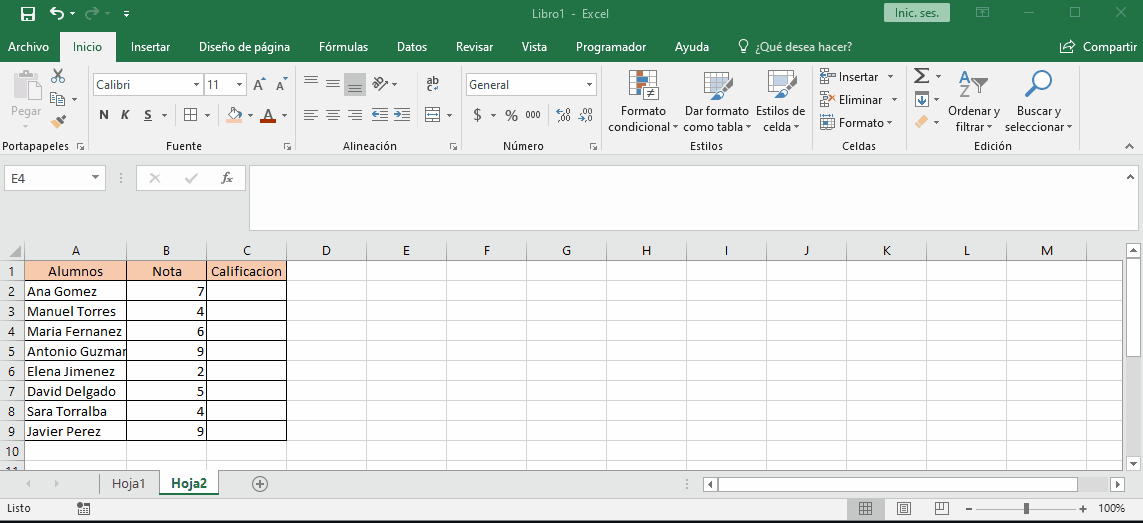 Libro1 - Excel
Inic. ses.
Archivo Inicio Insertar Diseño de página Fórmulas Datos Revisar Vista Programador Ayuda ¿Qué desea hacer? Compartir
Pegar
Calibri 11
N K S
ab
General
$ % 000
Formato condicional
Dar formato como tabla
Estilos de celda
Insertar
Eliminar
Formato
Ordenar y filtrar
Buscar y seleccionar
Portapapeles Fuente Alineación Número Estilos Celdas Edición
E4 fx
A B C D E F G H I J K L M
1 Alumnos Nota Calificacion
2 Ana Gomez 7
3 Manuel Torres 4
4 Maria Fernanez 6
5 Antonio Guzmar 9
6 Elena Jimenez 2
7 David Delgado 5
8 Sara Torralba 4
9 Javier Perez 9
10
Hoja1 Hoja2
Listo 100%